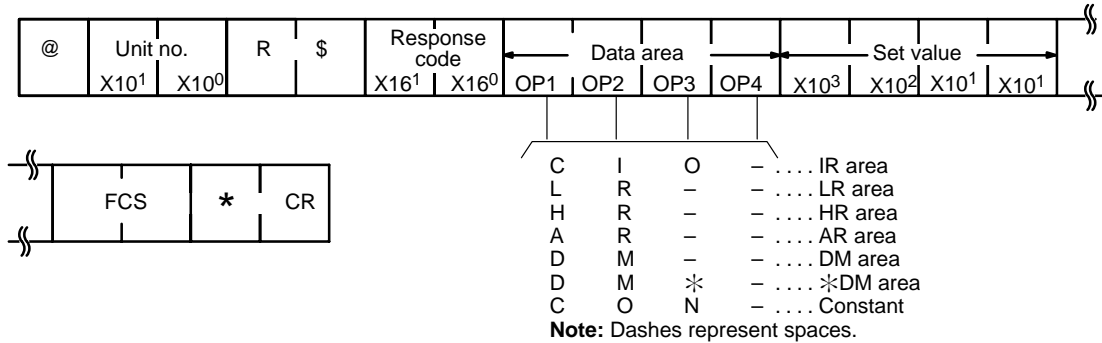 @ Unit no. R $ Response code Data area Set value
X10¹ X10⁰ X16¹ X16⁰ OP1 OP2 OP3 OP4 X10³ X10² X10¹ X10¹
C I O – . . . . IR area
L R – – . . . . LR area
H R – – . . . . HR area
A R – – . . . . AR area
D M – – . . . . DM area
D M ✳ – . . . . ✳DM area
C O N – . . . . Constant
Note: Dashes represent spaces.
FCS * CR